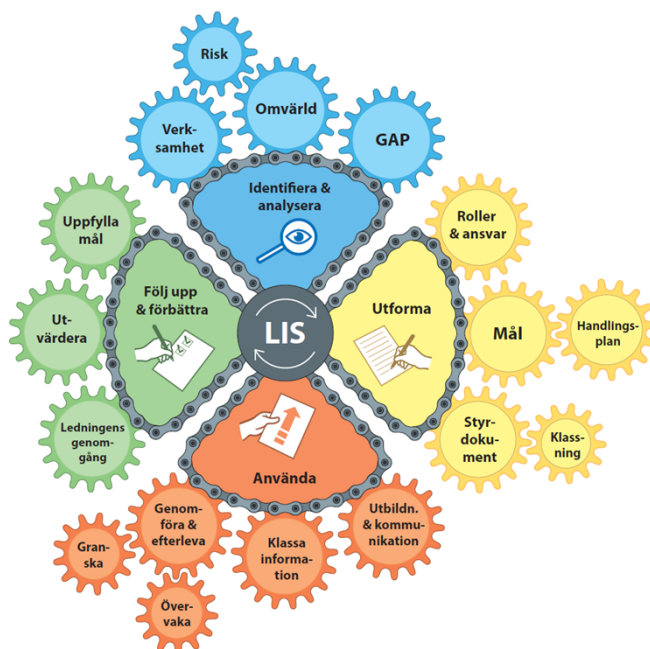 Risk
Omvärld
Verk-
samhet
GAP
Identifiera &
analysera
Uppfylla
mål
Roller
& ansvar
Följ upp
& förbättra
Utforma
LIS
Ut-
värdera
Mål
Handlings-
plan
Ledningens
genom-
gång
Styr-
doku-
ment
Klass-
ning
Använda
Genom-
föra &
efterleva
Utbildn.
& kommu-
nikation
Gran-
ska
Klassa
informa-
tion
Över-
vaka